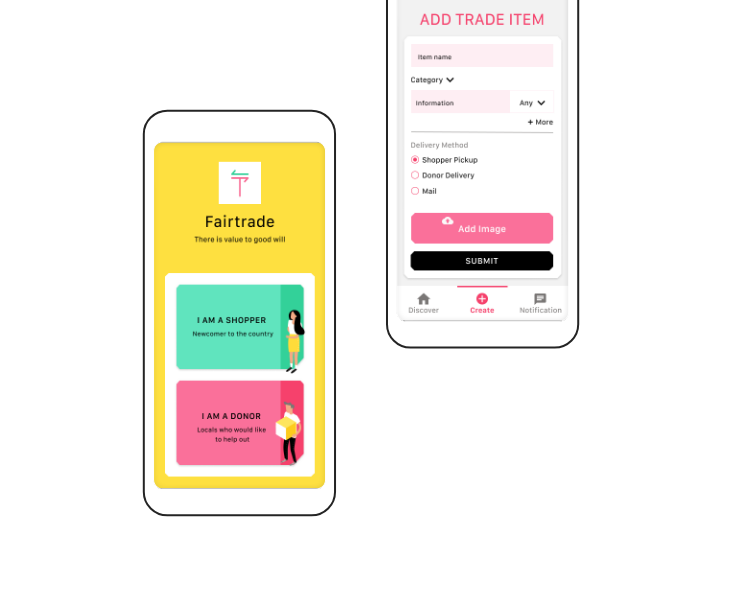 Fairtrade
There is value to good will
I AM A SHOPPER
Newcomer to the country
I AM A DONOR
Locals who would like
to help out
ADD TRADE ITEM
Item name
Category
Information
Any
+ More
Delivery Method
Shopper Pickup
Donor Delivery
Mail
Add Image
SUBMIT
Discover
Create
Notification